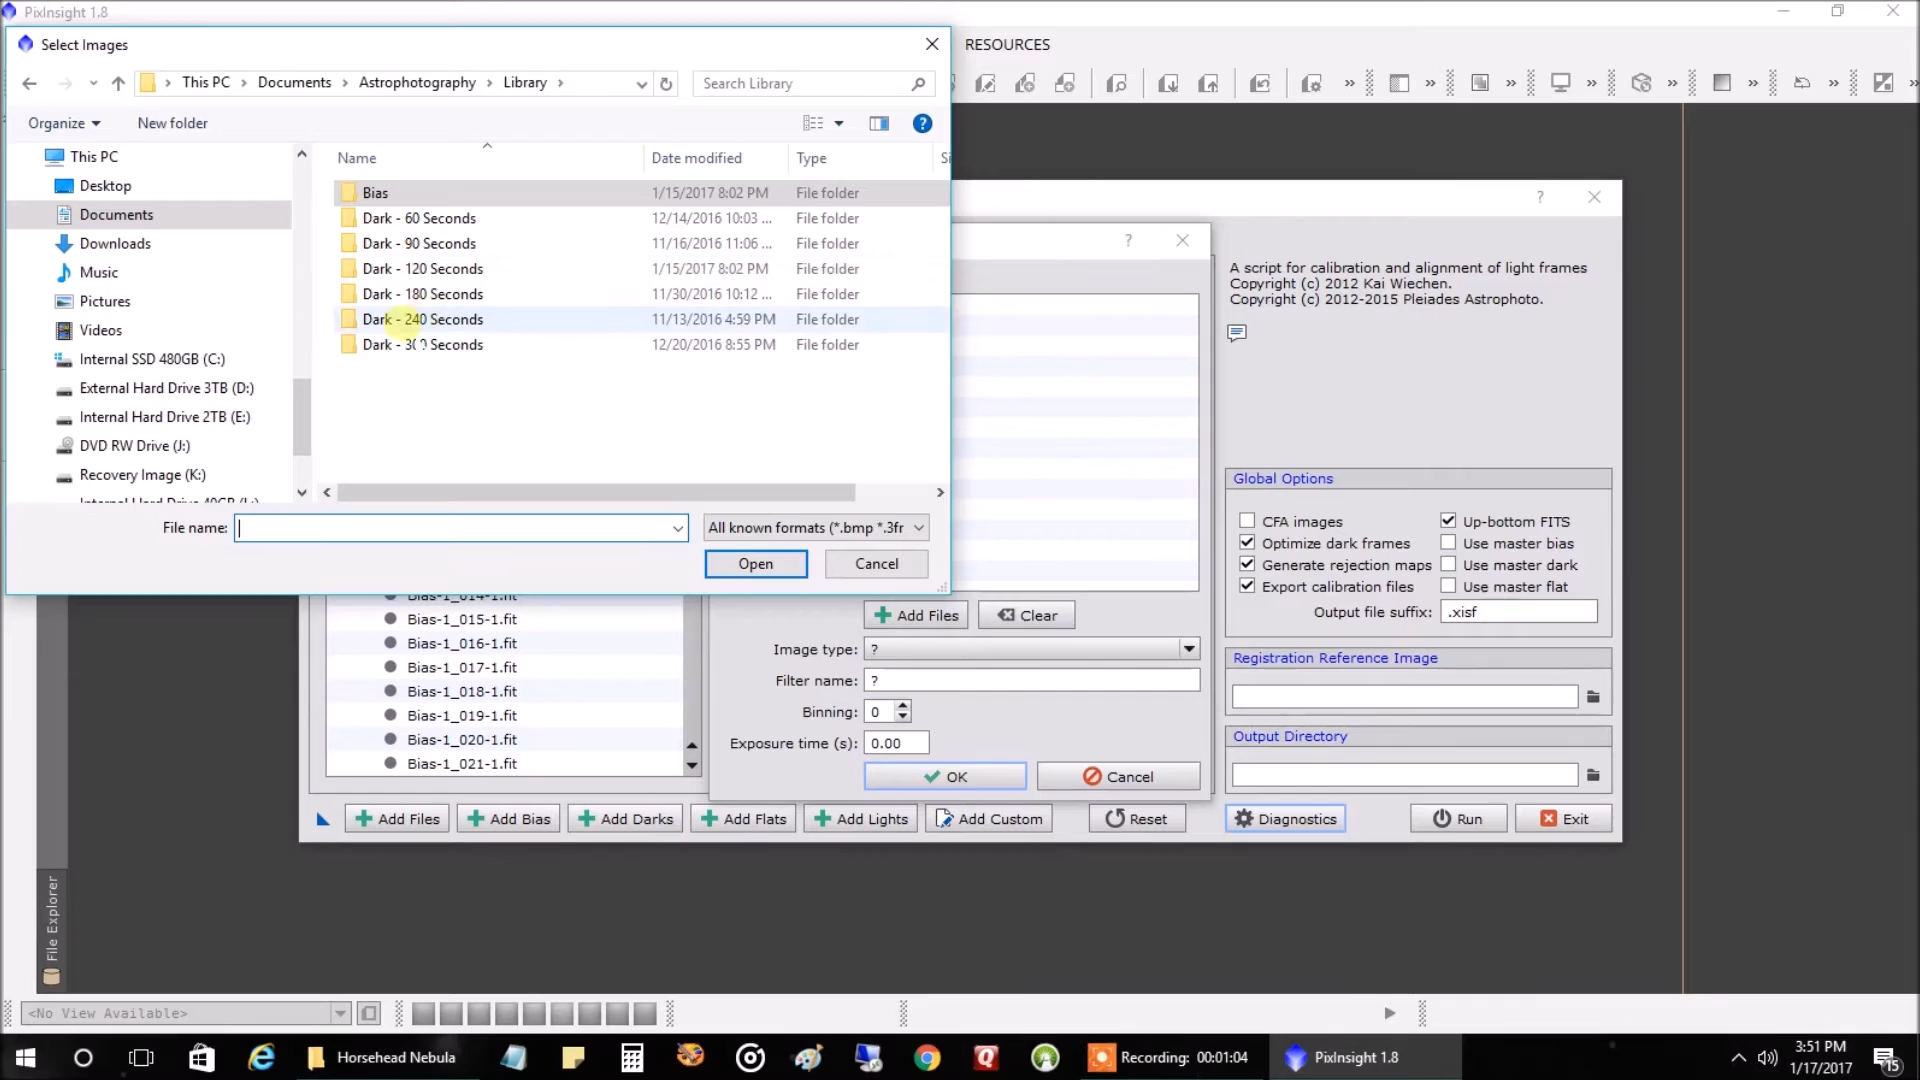 PixInsight 1.8
Select Images
RESOURCES
This PC
Documents
Astrophotography
Library
Search Library
Organize
New folder
Name
Date modified
Type
This PC
Desktop
Documents
Downloads
Music
Pictures
Videos
Internal SSD 480GB (C:)
External Hard Drive 3TB (D:)
Internal Hard Drive 2TB (E:)
DVD RW Drive (J:)
Recovery Image (K:)
Bias 1/15/2017 8:02 PM File folder
Dark - 60 Seconds 12/14/2016 10:03 ... File folder
Dark - 90 Seconds 11/16/2016 11:06 ... File folder
Dark - 120 Seconds 1/15/2017 8:02 PM File folder
Dark - 180 Seconds 11/30/2016 10:12 ... File folder
Dark - 240 Seconds 11/13/2016 4:59 PM File folder
Dark - 300 Seconds 12/20/2016 8:55 PM File folder
File name:
All known formats (*.bmp *.3fr
Open
Cancel
A script for calibration and alignment of light frames
Copyright (c) 2012 Kai Wiechen.
Copyright (c) 2012-2015 Pleiades Astrophoto.
Global Options
CFA images
Up-bottom FITS
Optimize dark frames
Use master bias
Generate rejection maps
Use master dark
Export calibration files
Use master flat
Output file suffix: .xisf
Registration Reference Image
Output Directory
Bias-1_014-1.fit
Bias-1_015-1.fit
Bias-1_016-1.fit
Bias-1_017-1.fit
Bias-1_018-1.fit
Bias-1_019-1.fit
Bias-1_020-1.fit
Bias-1_021-1.fit
Add Files
Clear
Image type: ?
Filter name: ?
Binning: 0
Exposure time (s): 0.00
OK
Cancel
Add Files
Add Bias
Add Darks
Add Flats
Add Lights
Add Custom
Reset
Diagnostics
Run
Exit
File Explorer
<No View Available>
Horsehead Nebula
Recording: 00:01:04
PixInsight 1.8
3:51 PM
1/17/2017
15